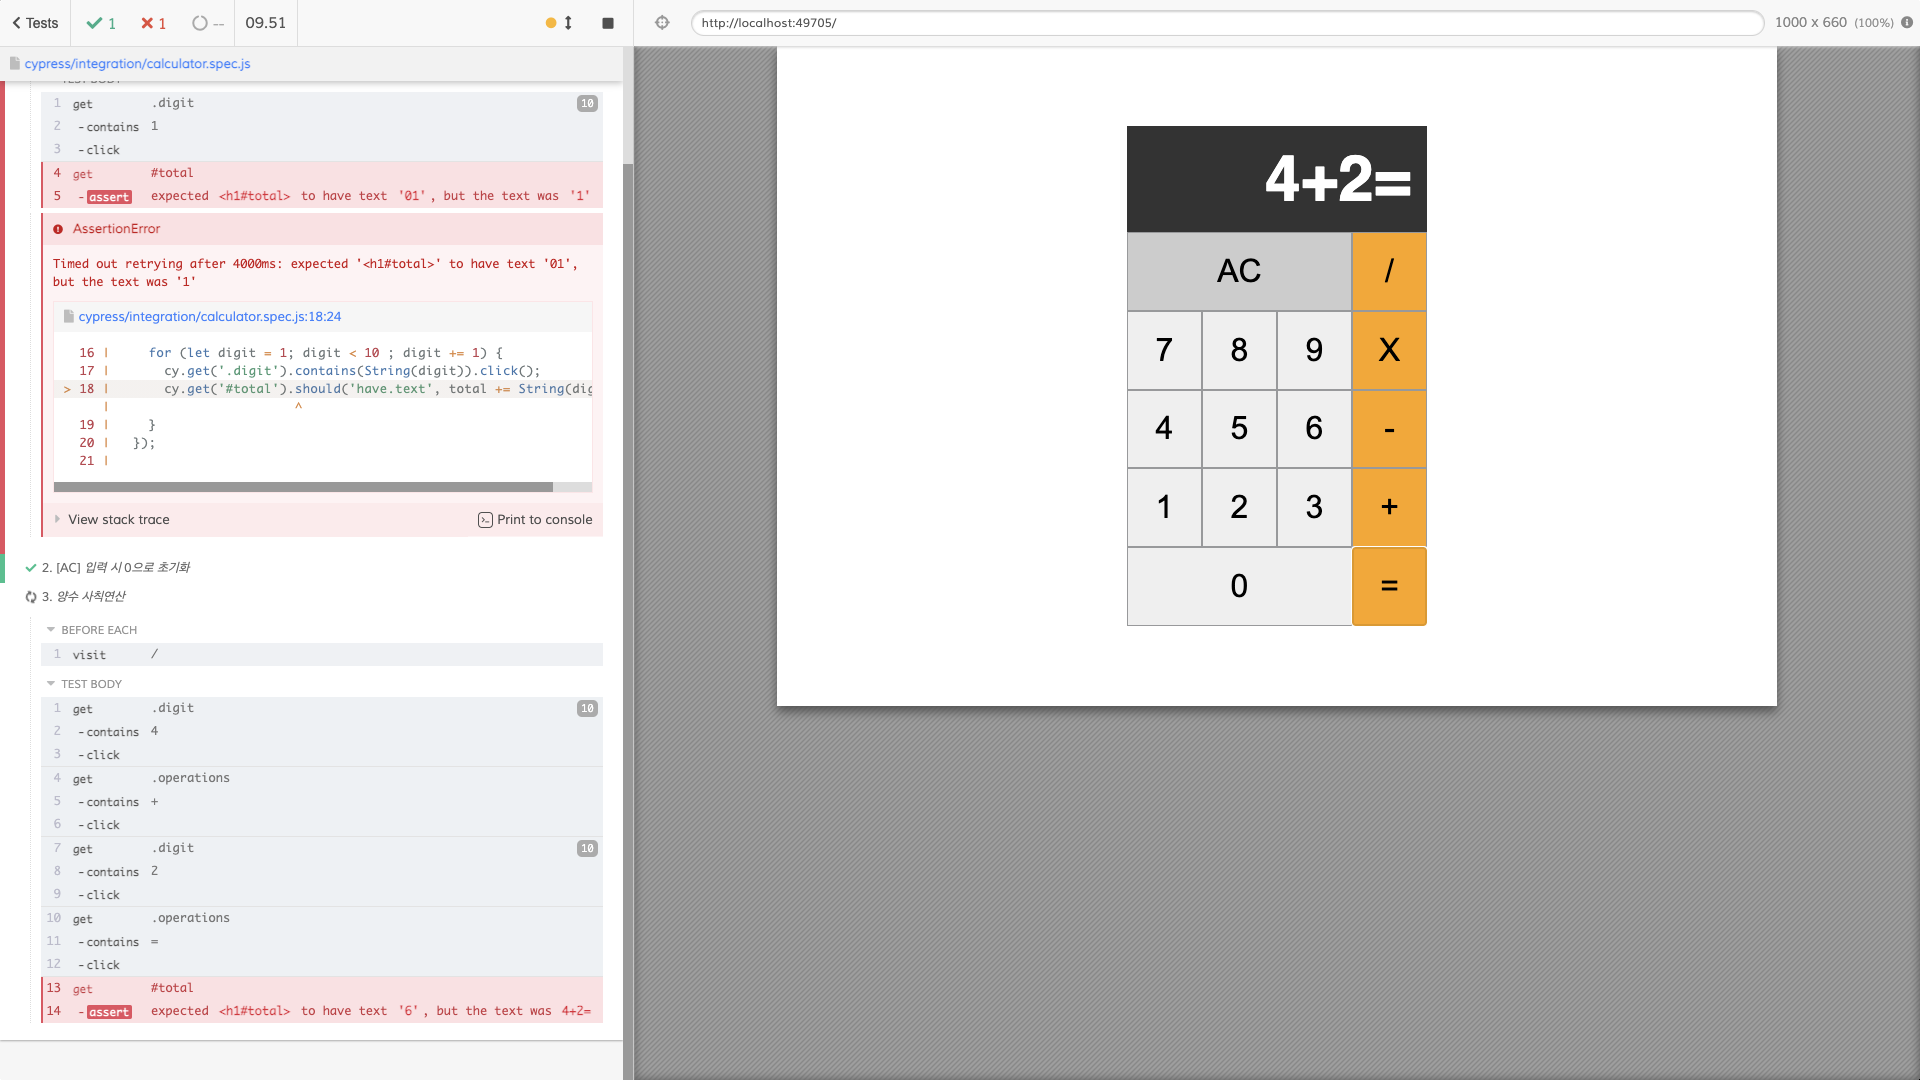 Tests
1
1
--
09.51
http://localhost:49705/
1000 x 660 (100%)
cypress/integration/calculator.spec.js
TEST BODY
1 get .digit 10
2 -contains 1
3 -click
4 get #total
5 -assert expected <h1#total> to have text '01', but the text was '1'
AssertionError
Timed out retrying after 4000ms: expected '<h1#total>' to have text '01',
but the text was '1'
cypress/integration/calculator.spec.js:18:24
16 | for (let digit = 1; digit < 10 ; digit += 1) {
17 | cy.get('.digit').contains(String(digit)).click();
> 18 | cy.get('#total').should('have.text', total += String(dig
| ^
19 | }
20 | });
21 |
View stack trace
Print to console
2. [AC] 입력 시 0으로 초기화
3. 양수 사칙연산
BEFORE EACH
1 visit /
TEST BODY
1 get .digit 10
2 -contains 4
3 -click
4 get .operations
5 -contains +
6 -click
7 get .digit 10
8 -contains 2
9 -click
10 get .operations
11 -contains =
12 -click
13 get #total
14 -assert expected <h1#total> to have text '6', but the text was 4+2=
4+2=
AC /
7 8 9 X
4 5 6 -
1 2 3 +
0 =